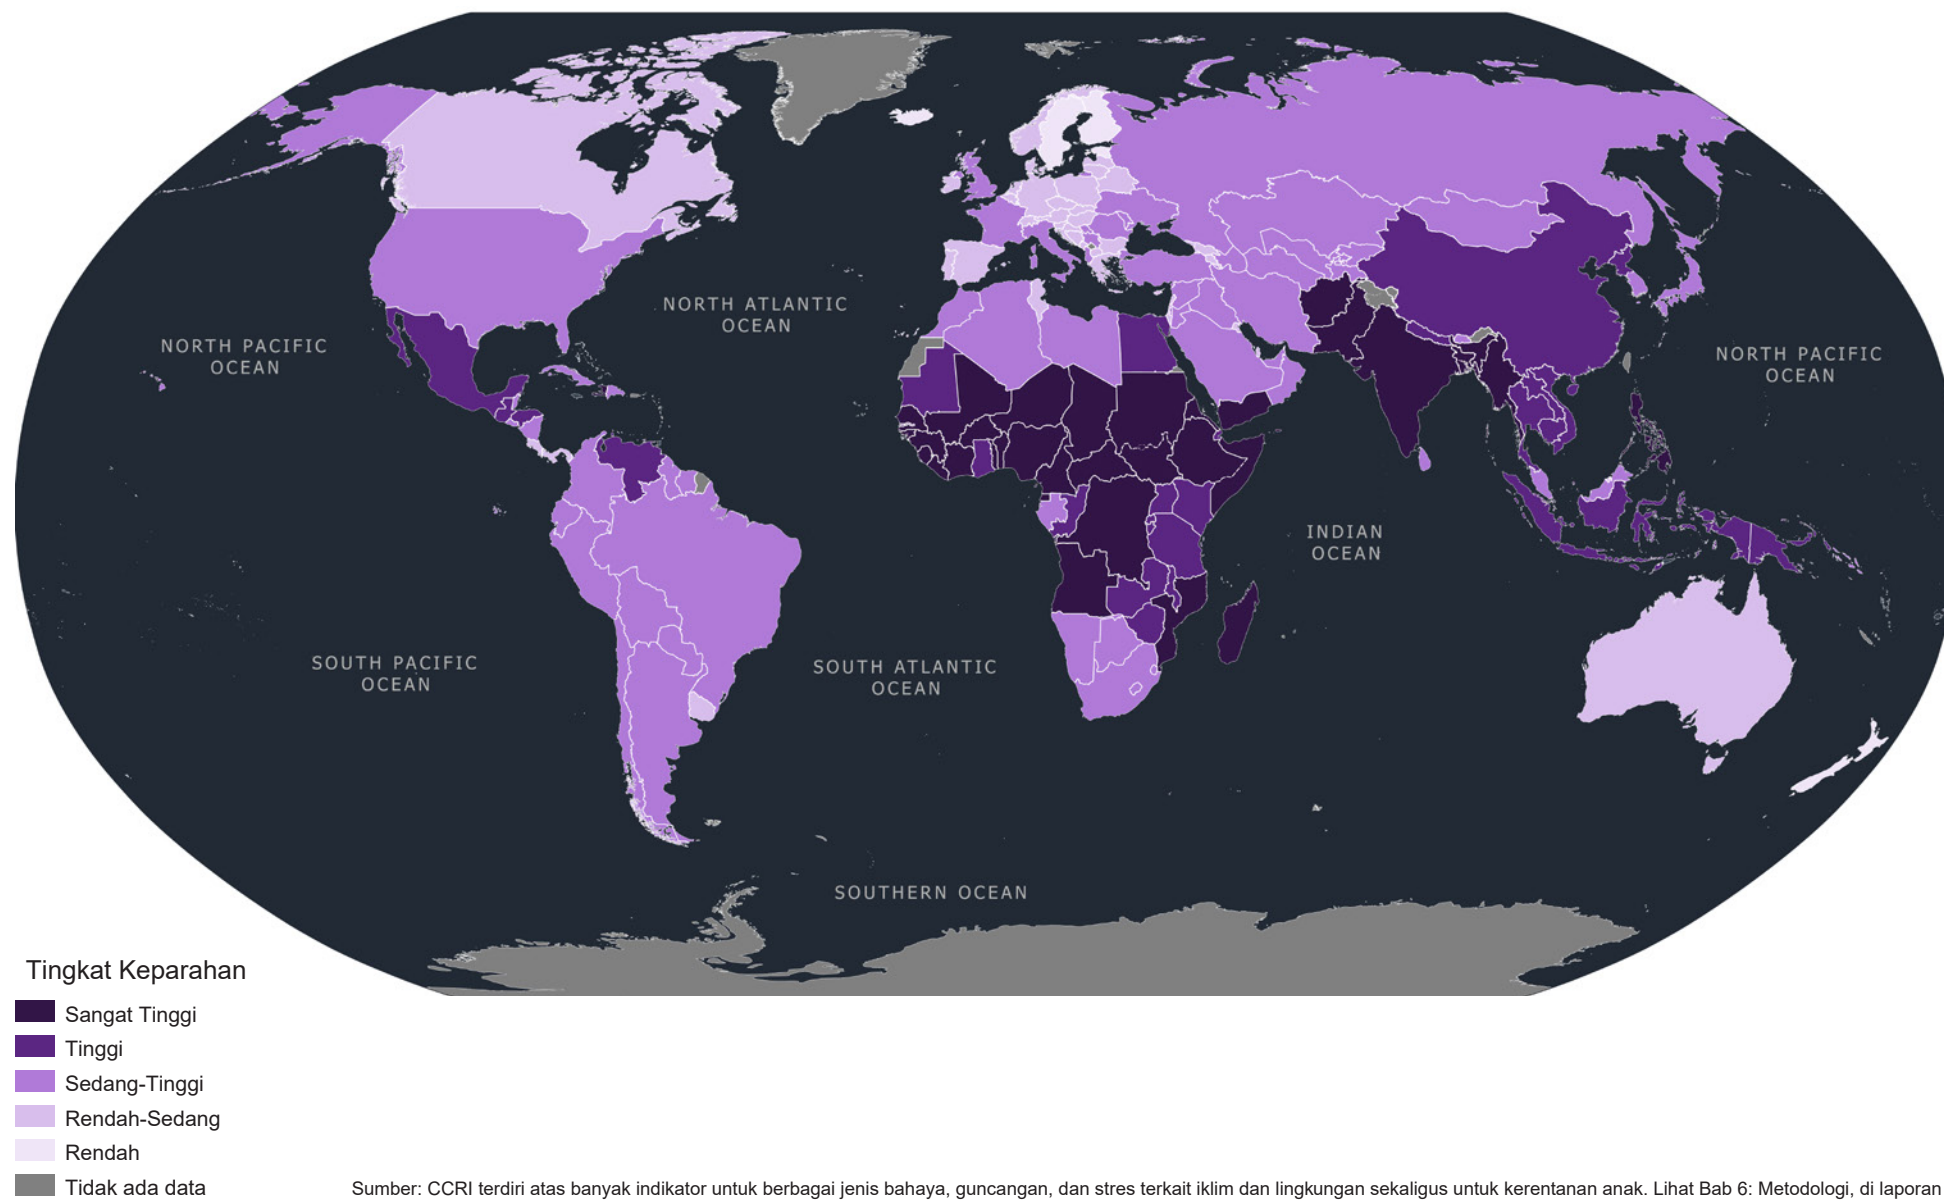 NORTH ATLANTIC
OCEAN
NORTH PACIFIC
OCEAN
NORTH PACIFIC
OCEAN
INDIAN
OCEAN
SOUTH PACIFIC
OCEAN
SOUTH ATLANTIC
OCEAN
SOUTHERN OCEAN
Tingkat Keparahan
Sangat Tinggi
Tinggi
Sedang-Tinggi
Rendah-Sedang
Rendah
Tidak ada data
Sumber: CCRI terdiri atas banyak indikator untuk berbagai jenis bahaya, guncangan, dan stres terkait iklim dan lingkungan sekaligus untuk kerentanan anak. Lihat Bab 6: Metodologi, di laporan